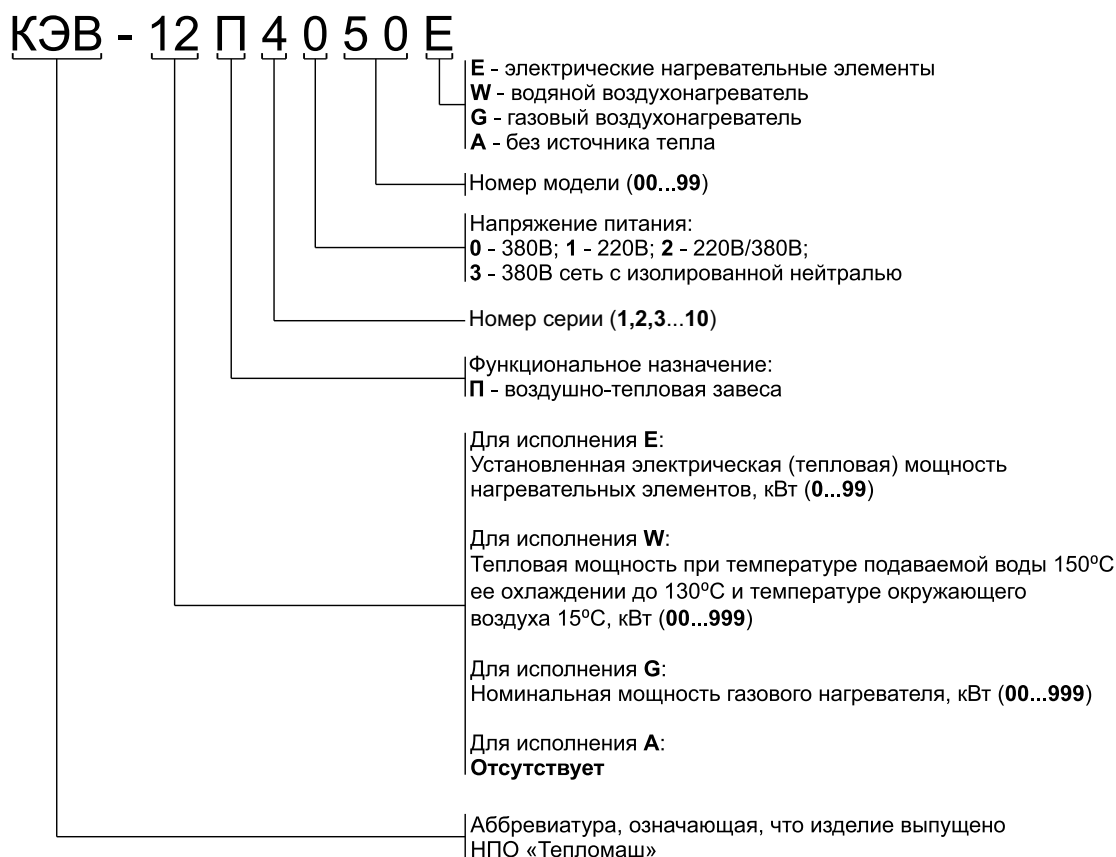 КЭВ - 12 П 4 0 5 0 Е
Е - электрические нагревательные элементы
W - водяной воздухонагреватель
G - газовый воздухонагреватель
А - без источника тепла
Номер модели (00...99)
Напряжение питания:
0 - 380В; 1 - 220В; 2 - 220В/380В;
3 - 380В сеть с изолированной нейтралью
Номер серии (1,2,3...10)
Функциональное назначение:
П - воздушно-тепловая завеса
Для исполнения Е:
Установленная электрическая (тепловая) мощность
нагревательных элементов, кВт (0...99)
Для исполнения W:
Тепловая мощность при температуре подаваемой воды 150ºС
ее охлаждении до 130ºС и температуре окружающего
воздуха 15ºС, кВт (00...999)
Для исполнения G:
Номинальная мощность газового нагревателя, кВт (00...999)
Для исполнения А:
Отсутствует
Аббревиатура, означающая, что изделие выпущено
НПО «Тепломаш»